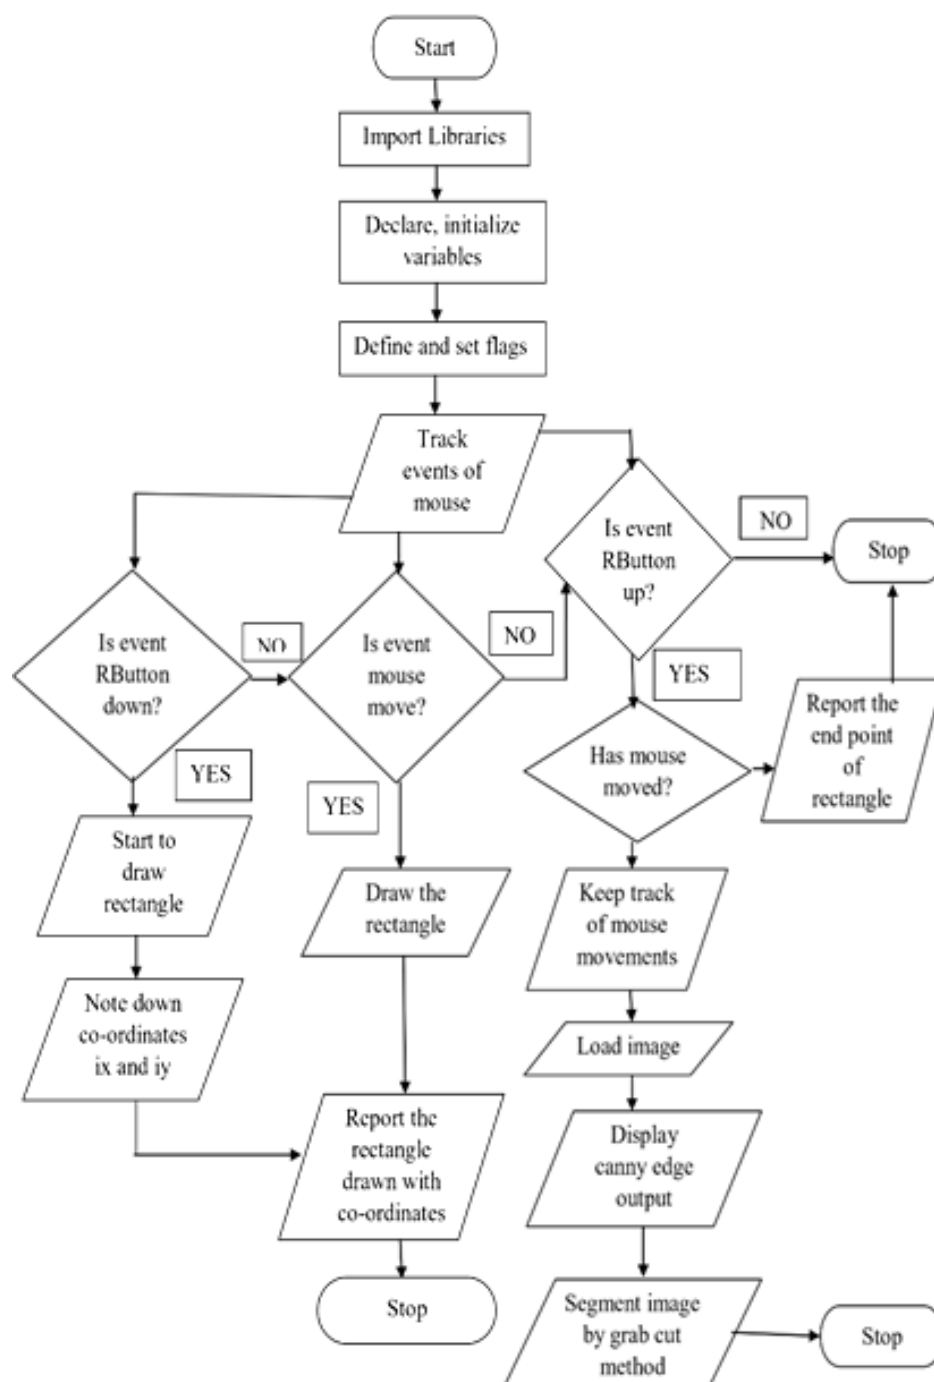 Start
Import Libraries
Declare, initialize
variables
Define and set flags
Track
events of
mouse
Is event
RButton
up?
NO
Stop
Is event
RButton
down?
NO
Is event
mouse
move?
NO
YES
Report the
end point
of
rectangle
Has mouse
moved?
YES
YES
Start to
draw
rectangle
Draw the
rectangle
Keep track
of mouse
movements
Note down
co-ordinates
ix and iy
Load image
Report the
rectangle
drawn with
co-ordinates
Display
canny edge
output
Stop
Segment image
by grab cut
method
Stop